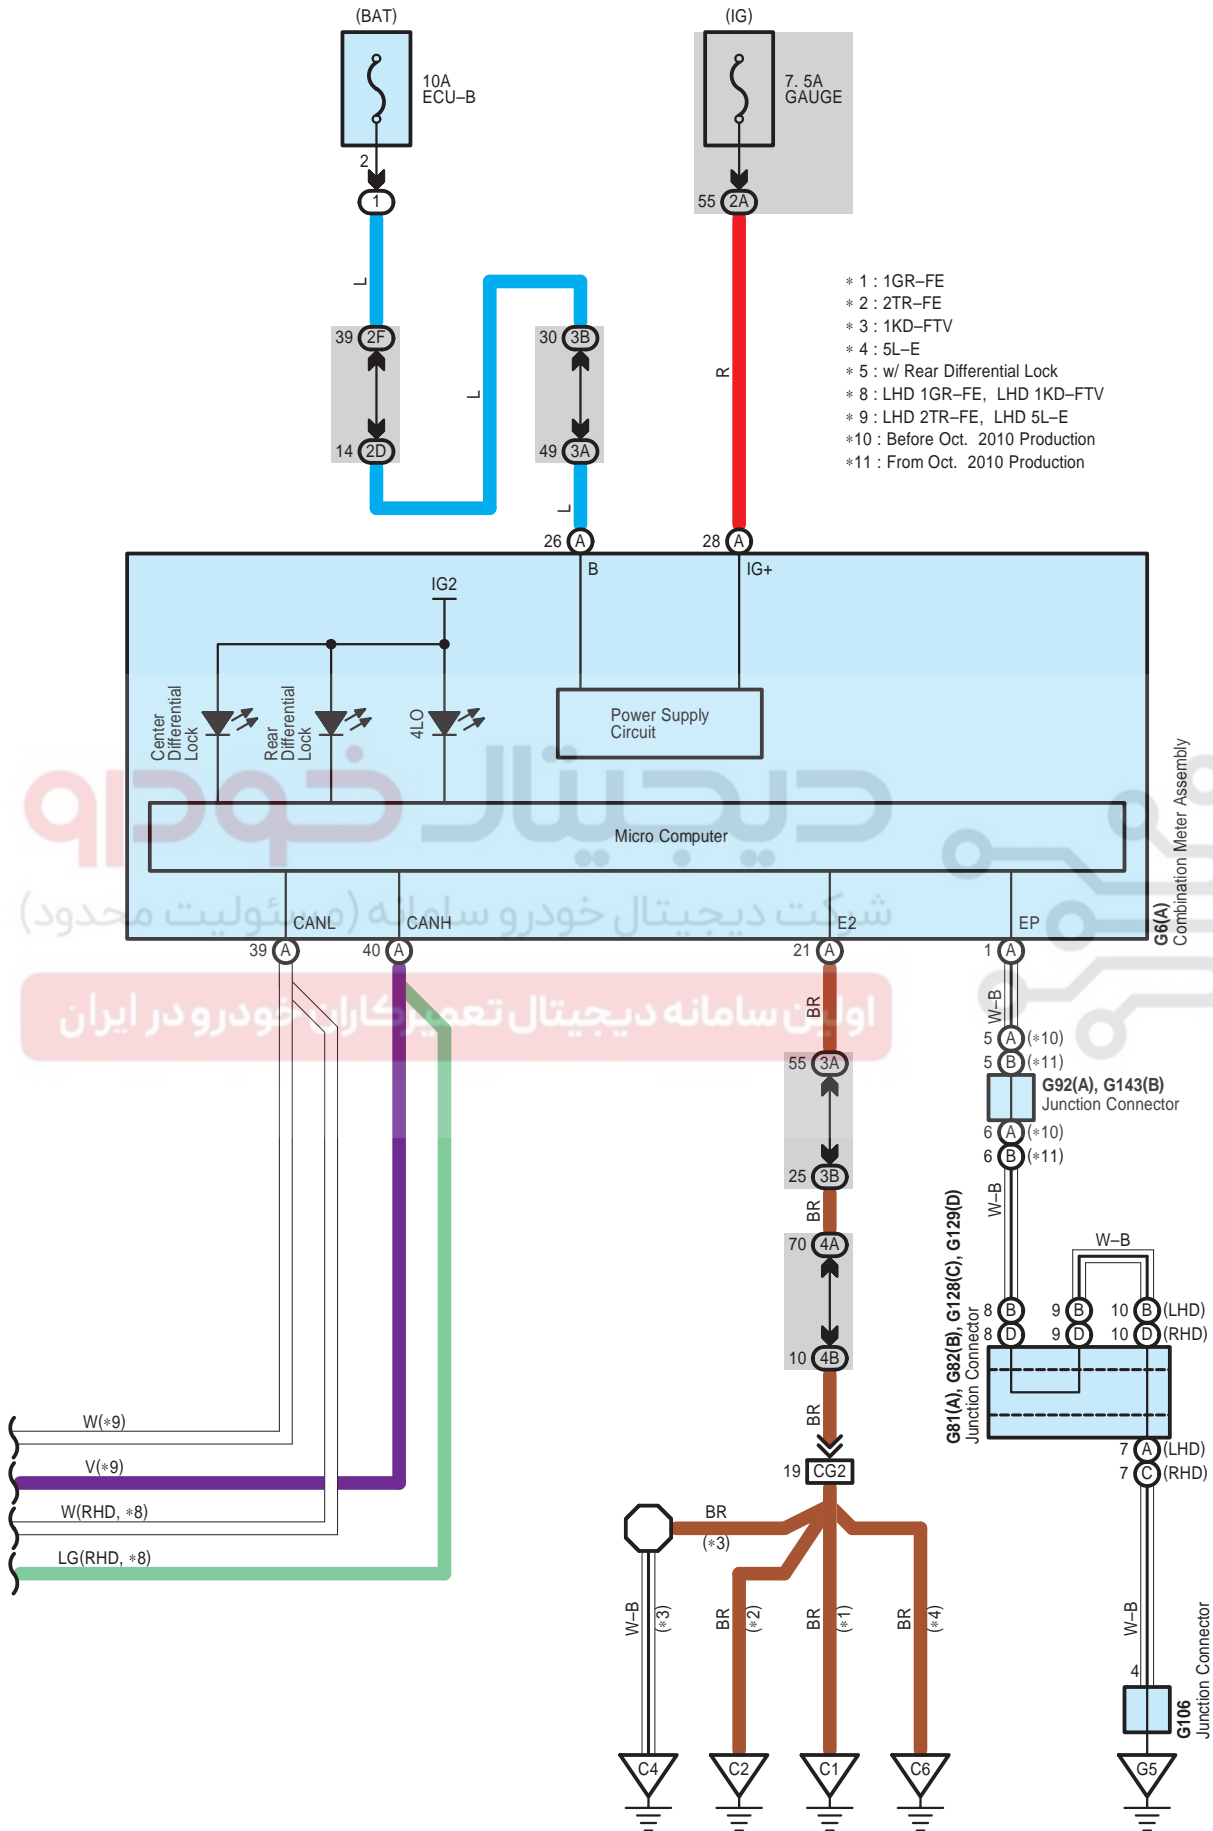 (BAT)
(IG)
10A
ECU–B
7. 5A
GAUGE
2
1
55 2A
L
L
R
39 2F
30 3B
14 2D
49 3A
L
∗ 1 : 1GR–FE
∗ 2 : 2TR–FE
∗ 3 : 1KD–FTV
∗ 4 : 5L–E
∗ 5 : w/ Rear Differential Lock
∗ 8 : LHD 1GR–FE, LHD 1KD–FTV
∗ 9 : LHD 2TR–FE, LHD 5L–E
∗10 : Before Oct. 2010 Production
∗11 : From Oct. 2010 Production
26 A
28 A
B
IG+
IG2
Center
Differential
Lock
Rear
Differential
Lock
4LO
Power Supply
Circuit
Micro Computer
دیجیتال خودرو
شرکت دیجیتال خودرو سامانه (مسئولیت محدود)
اولین سامانه دیجیتال تعمیرکاران خودرو در ایران
G6(A)
Combination Meter Assembly
CANL
CANH
E2
EP
39 A
40 A
21 A
1 A
BR
W–B
5 A (∗10)
5 B (∗11)
G92(A), G143(B)
Junction Connector
6 A (∗10)
6 B (∗11)
55 3A
25 3B
BR
W–B
70 4A
10 4B
BR
W–B
8 B
9 B
10 B (LHD)
8 D
9 D
10 D (RHD)
G81(A), G82(B), G128(C), G129(D)
Junction Connector
7 A (LHD)
7 C (RHD)
19 CG2
W(∗9)
V(∗9)
W(RHD, ∗8)
LG(RHD, ∗8)
BR
(∗3)
W–B
(∗3)
BR
(∗2)
BR
(∗1)
BR
(∗4)
W–B
4
G106
Junction Connector
C4
C2
C1
C6
G5